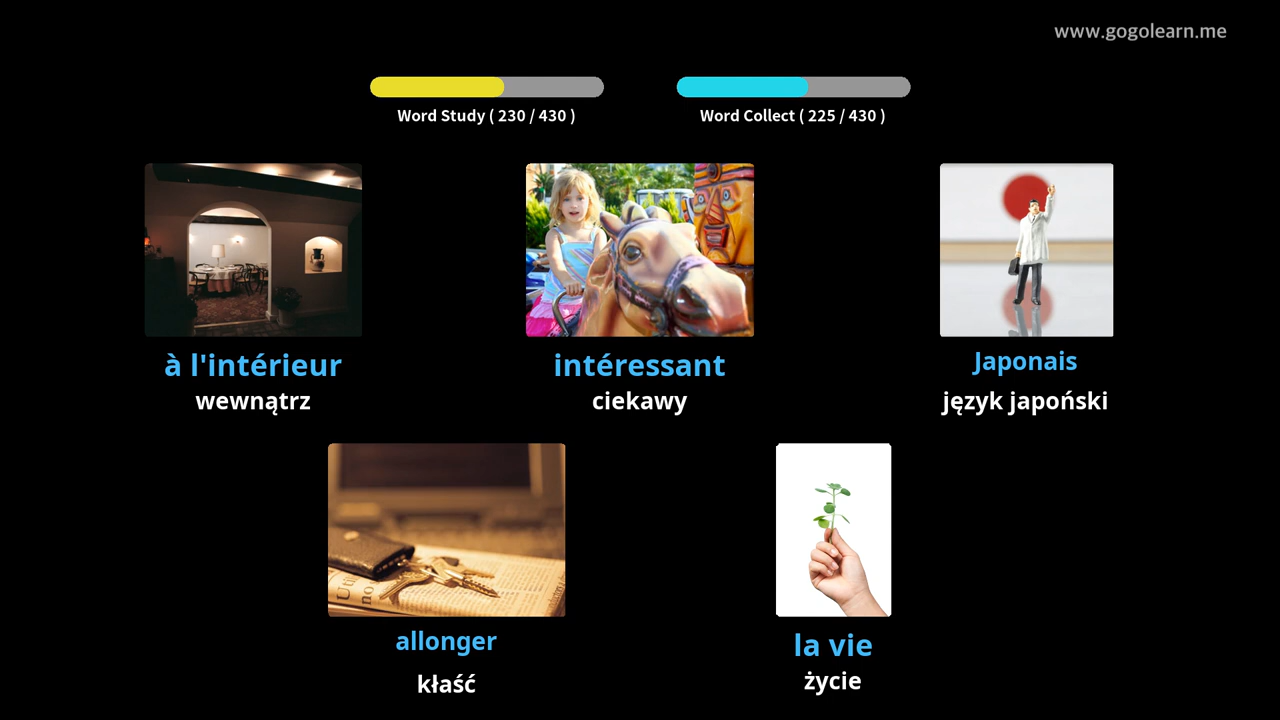 www.gogolearn.me
Word Study ( 230 / 430 )
Word Collect ( 225 / 430 )
à l'intérieur
wewnątrz
intéressant
ciekawy
Japonais
język japoński
allonger
kłaść
la vie
życie